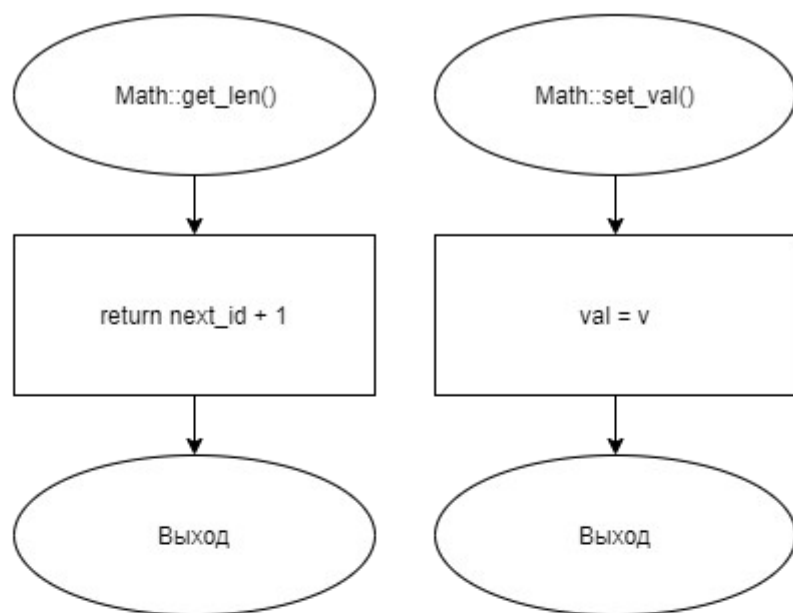 Math::get_len()
Math::set_val()
return next_id + 1
val = v
Выход
Выход